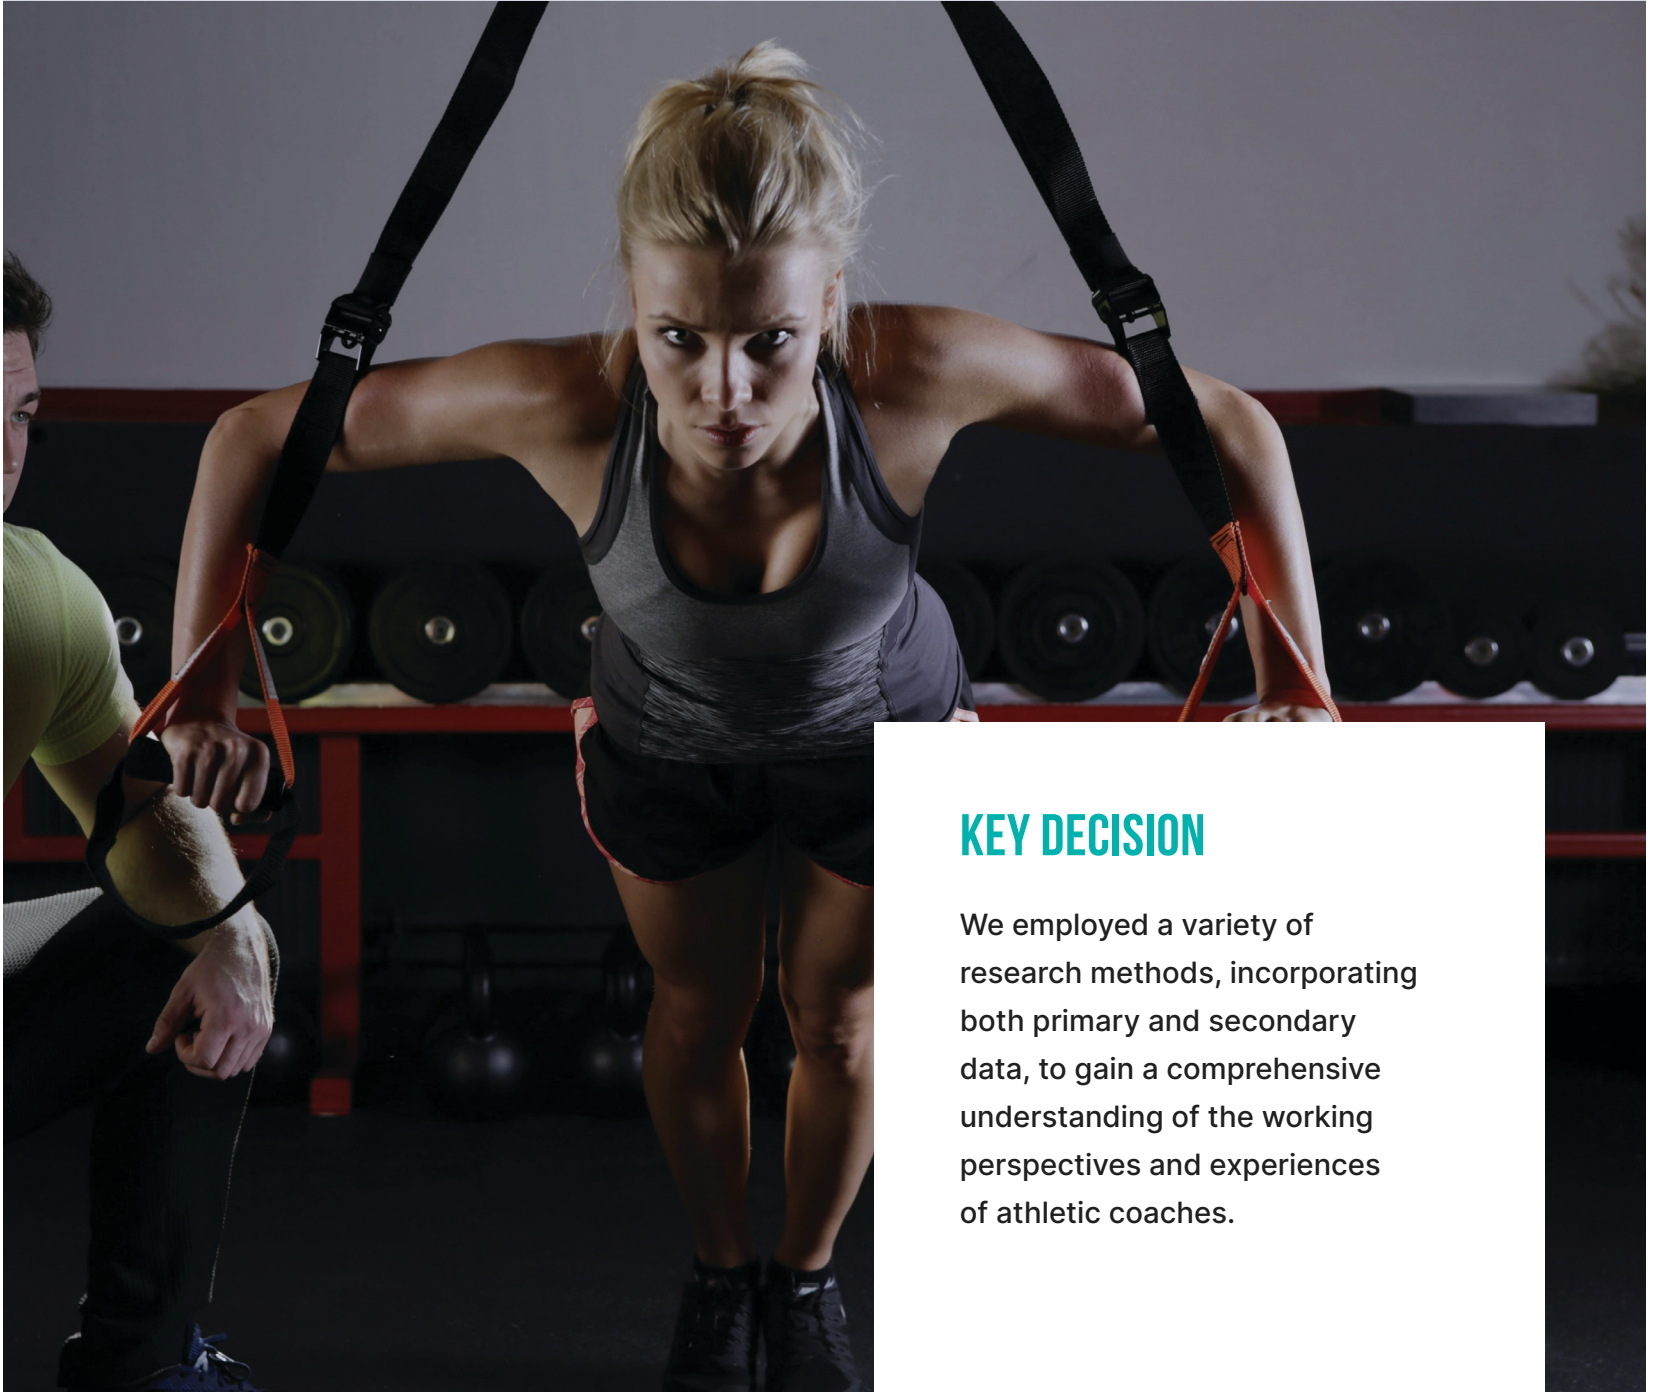 KEY DECISION
We employed a variety of
research methods, incorporating
both primary and secondary
data, to gain a comprehensive
understanding of the working
perspectives and experiences
of athletic coaches.